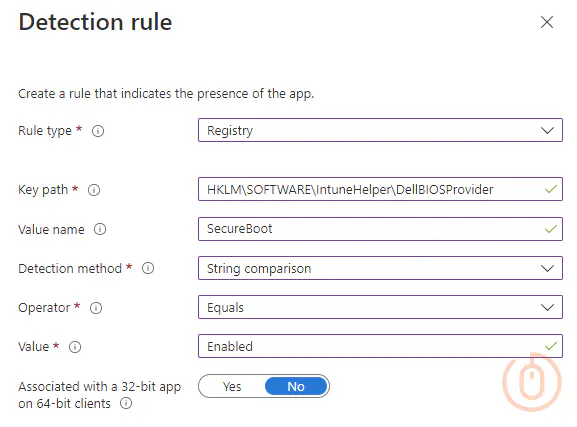 Detection rule
Create a rule that indicates the presence of the app.
Rule type * Registry
Key path * HKLM\SOFTWARE\IntuneHelper\DellBIOSProvider
Value name SecureBoot
Detection method * String comparison
Operator * Equals
Value * Enabled
Associated with a 32-bit app Yes No
on 64-bit clients